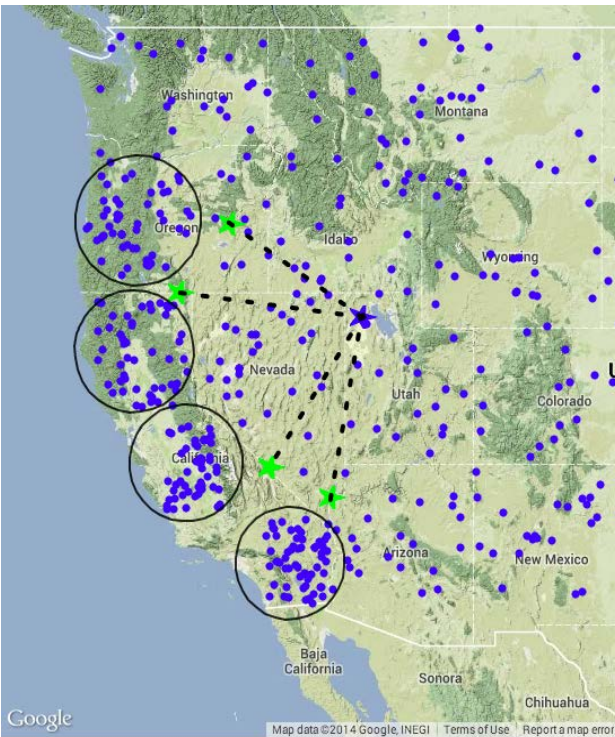 Washington
Montana
Oregon
Idaho
Wyoming
Nevada
Utah
Colorado
California
Arizona
New Mexico
Baja
California
Sonora
Chihuahua
Google
Map data ©2014 Google, INEGI Terms of Use Report a map error